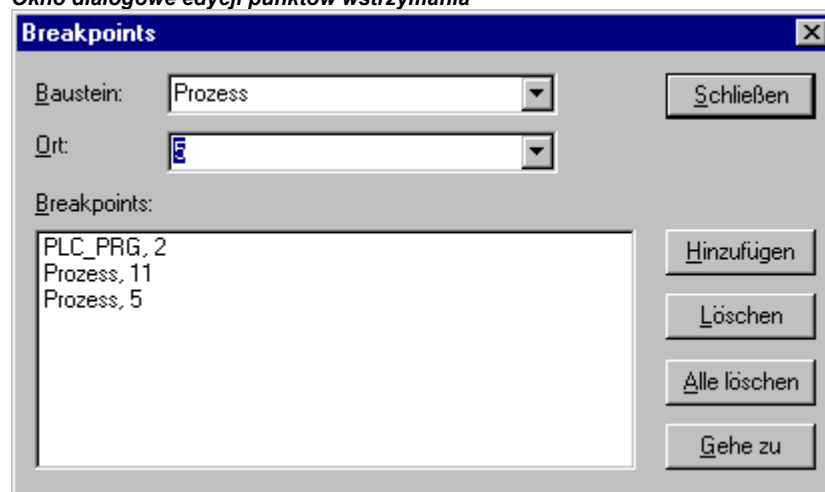 Okno dialogowe edycji punktów wstrzymania
Breakpoints
Baustein: Prozess Schließen
Ort: 5
Breakpoints:
PLC_PRG, 2
Prozess, 11
Prozess, 5
Hinzufügen
Löschen
Alle löschen
Gehe zu